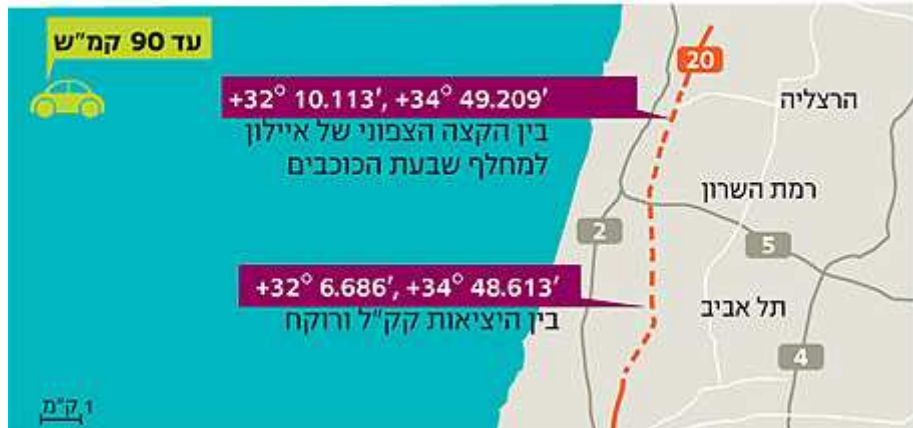 עד 90 קמ"ש
20
+32° 10.113′, +34° 49.209′
בין הקצה הצפוני של איילון
למחלף שבעת הכוכבים
הרצליה
רמת השרון
2
5
+32° 6.686′, +34° 48.613′
בין היציאות קק"ל ורוקח
תל אביב
4
1 ק"מ